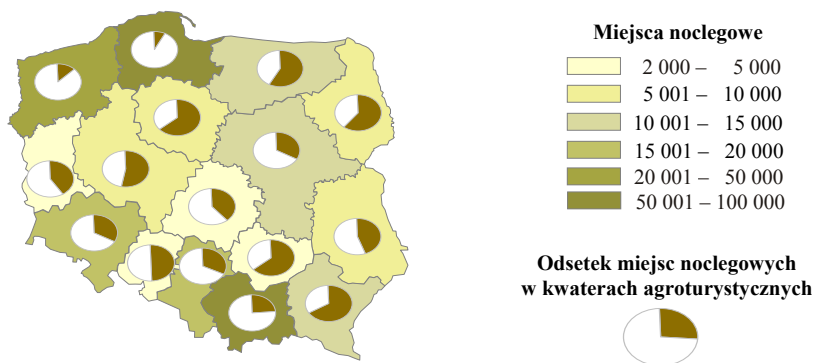 Miejsca noclegowe
2 000 – 5 000
5 001 – 10 000
10 001 – 15 000
15 001 – 20 000
20 001 – 50 000
50 001 – 100 000
Odsetek miejsc noclegowych
w kwaterach agroturystycznych